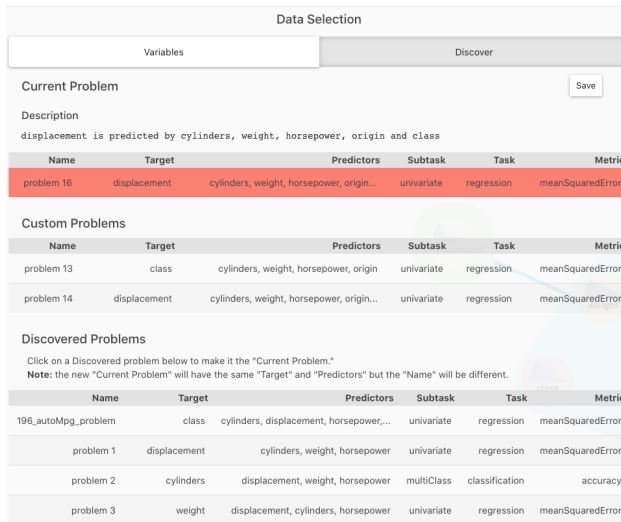 Data Selection
Variables Discover
Current Problem Save
Description
displacement is predicted by cylinders, weight, horsepower, origin and class
Name Target Predictors Subtask Task Metric
problem 16 displacement cylinders, weight, horsepower, origin... univariate regression meanSquaredError
Custom Problems
Name Target Predictors Subtask Task Metric
problem 13 class cylinders, weight, horsepower, origin univariate regression meanSquaredError
problem 14 displacement cylinders, weight, horsepower, origin... univariate regression meanSquaredError
Discovered Problems
Click on a Discovered problem below to make it the "Current Problem."
Note: the new "Current Problem" will have the same "Target" and "Predictors" but the "Name" will be different.
Name Target Predictors Subtask Task Metric
196_autoMpg_problem class cylinders, displacement, horsepower,... univariate regression meanSquaredError
problem 1 displacement cylinders, weight, horsepower univariate regression meanSquaredError
problem 2 cylinders displacement, weight, horsepower multiClass classification accuracy
problem 3 weight displacement, cylinders, horsepower univariate regression meanSquaredError